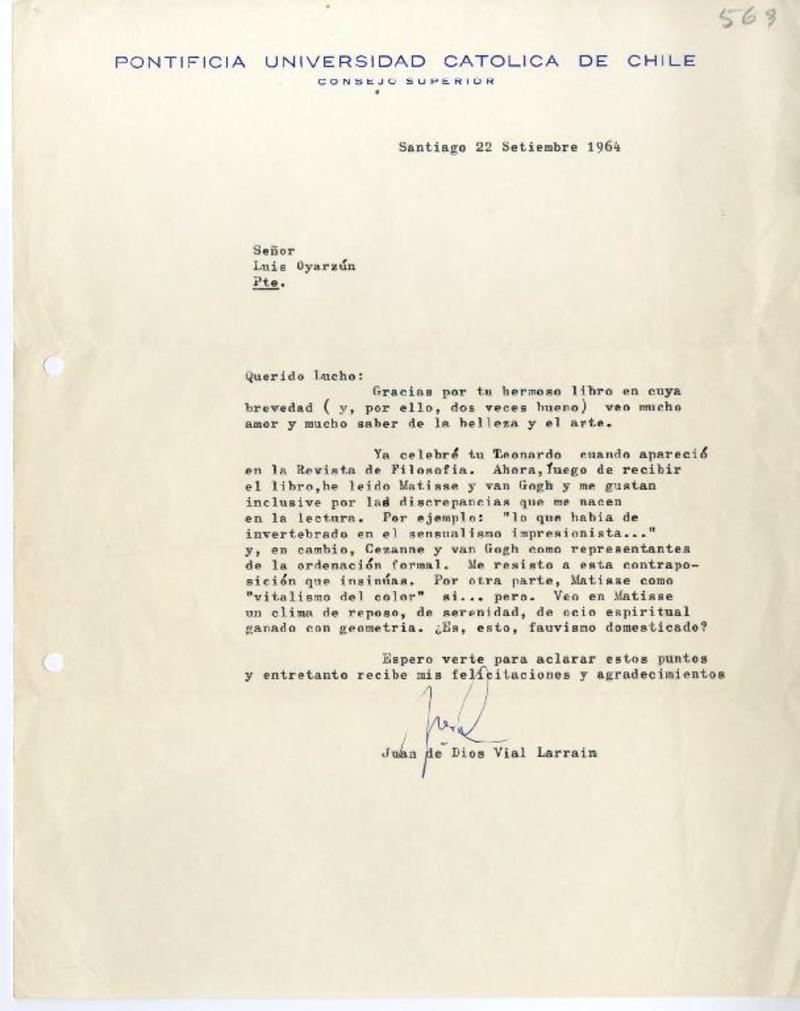 568
PONTIFICIA UNIVERSIDAD CATOLICA DE CHILE
CONSEJO SUPERIOR
Santiago 22 Setiembre 1964
Señor
Luis Oyarzún
Pte.
Querido Lucho:
Gracias por tu hermoso libro en cuya
brevedad ( y, por ello, dos veces bueno) veo mucho
amor y mucho saber de la belleza y el arte.
Ya celebré tu Leonardo cuando apareció
en la Revista de Filosofia. Ahora, luego de recibir
el libro,he leido Matisse y van Gogh y me gustan
inclusive por las discrepancias que me nacen
en la lectura. Por ejemplo: "lo que habia de
invertebrado en el sensualismo impresionista..."
y, en cambio, Cezanne y van Gogh como representantes
de la ordenación formal. Me resisto a esta contrapo-
sición que insinúas. Por otra parte, Matisse como
"vitalismo del color" si... pero. Veo en Matisse
un clima de reposo, de serenidad, de ocio espiritual
ganado con geometria. ¿Es, esto, fauvismo domesticado?
Espero verte para aclarar estos puntos
y entretanto recibe mis felicitaciones y agradecimientos
Juan de Dios Vial Larrain